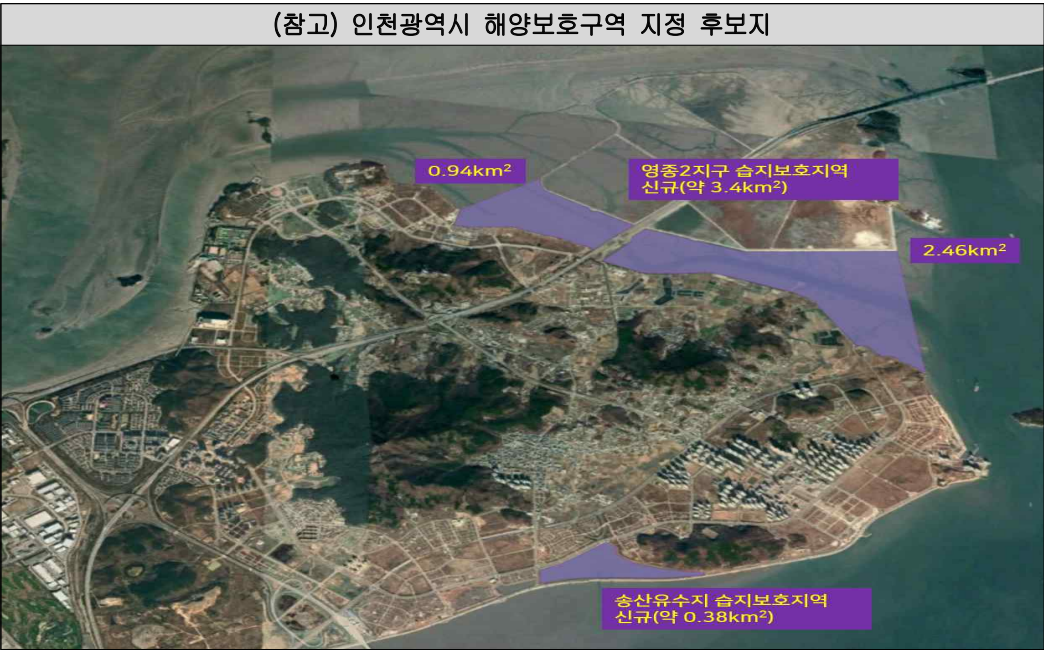 (참고) 인천광역시 해양보호구역 지정 후보지
0.94km²
영종2지구 습지보호지역
신규(약 3.4km²)
2.46km²
송산유수지 습지보호지역
신규(약 0.38km²)